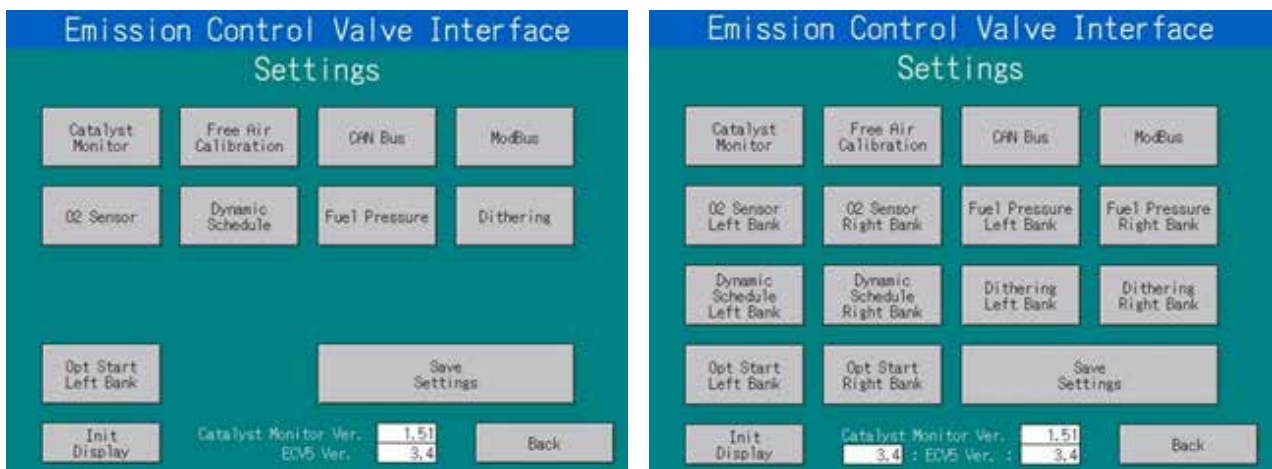 Emission Control Valve Interface
Settings
Catalyst
Monitor
Free Air
Calibration
CAN Bus
ModBus
O2 Sensor
Dynamic
Schedule
Fuel Pressure
Dithering
Opt Start
Left Bank
Save
Settings
Init
Display
Catalyst Monitor Ver. 1.51
ECV5 Ver. 3.4
Back
Emission Control Valve Interface
Settings
Catalyst
Monitor
Free Air
Calibration
CAN Bus
ModBus
O2 Sensor
Left Bank
O2 Sensor
Right Bank
Fuel Pressure
Left Bank
Fuel Pressure
Right Bank
Dynamic
Schedule
Left Bank
Dynamic
Schedule
Right Bank
Dithering
Left Bank
Dithering
Right Bank
Opt Start
Left Bank
Opt Start
Right Bank
Save
Settings
Init
Display
Catalyst Monitor Ver. 1.51
3.4 : ECV5 Ver. : 3.4
Back